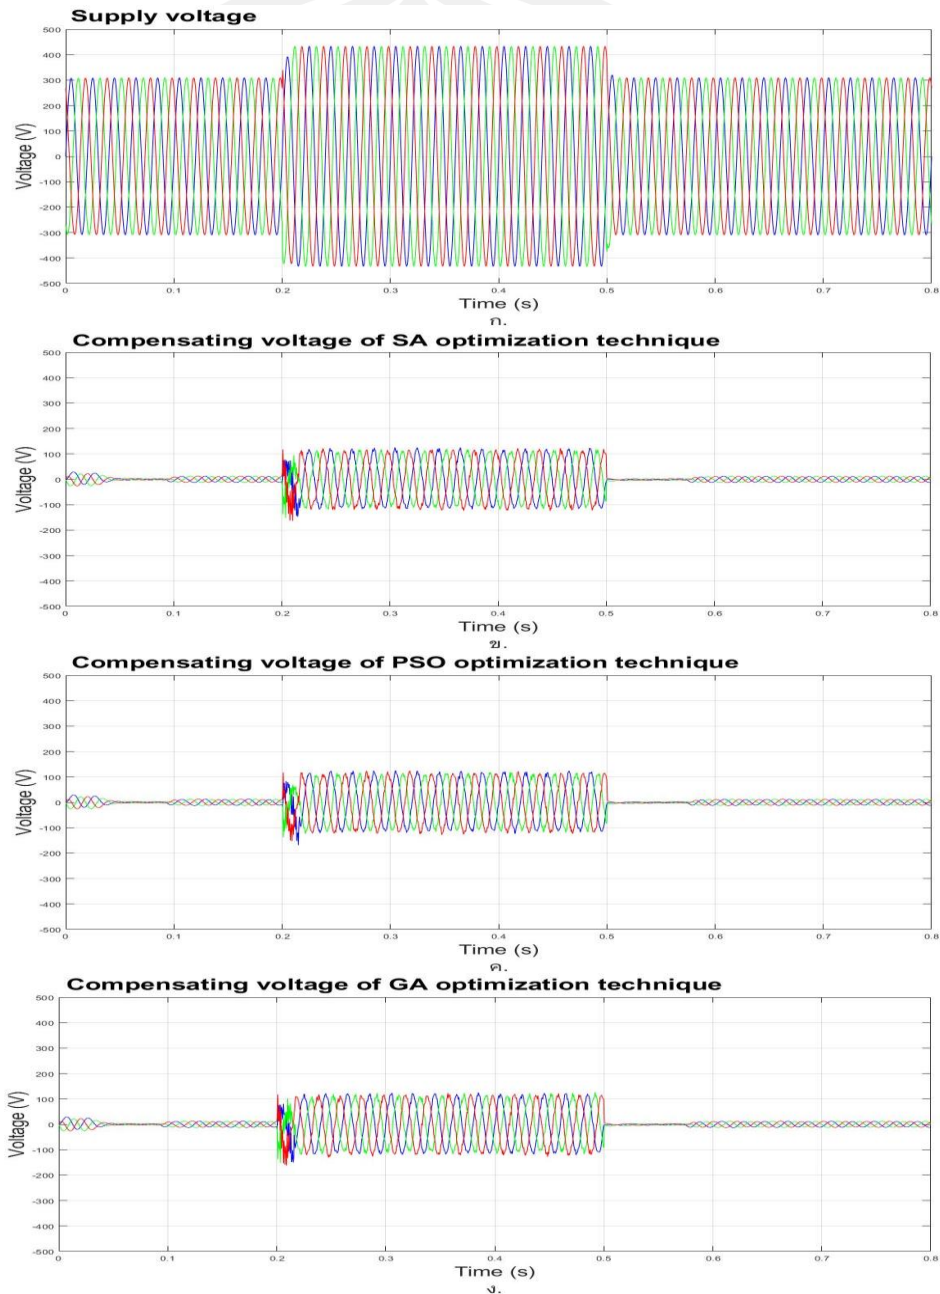 Supply voltage
500
400
300
200
100
0
-100
-200
-300
-400
-500
Voltage (V)
0 0.1 0.2 0.3 0.4 0.5 0.6 0.7 0.8
Time (s)
ก.
Compensating voltage of SA optimization technique
500
400
300
200
100
0
-100
-200
-300
-400
-500
Voltage (V)
0 0.1 0.2 0.3 0.4 0.5 0.6 0.7 0.8
Time (s)
ข.
Compensating voltage of PSO optimization technique
500
400
300
200
100
0
-100
-200
-300
-400
-500
Voltage (V)
0 0.1 0.2 0.3 0.4 0.5 0.6 0.7 0.8
Time (s)
ค.
Compensating voltage of GA optimization technique
500
400
300
200
100
0
-100
-200
-300
-400
-500
Voltage (V)
0 0.1 0.2 0.3 0.4 0.5 0.6 0.7 0.8
Time (s)
ง.